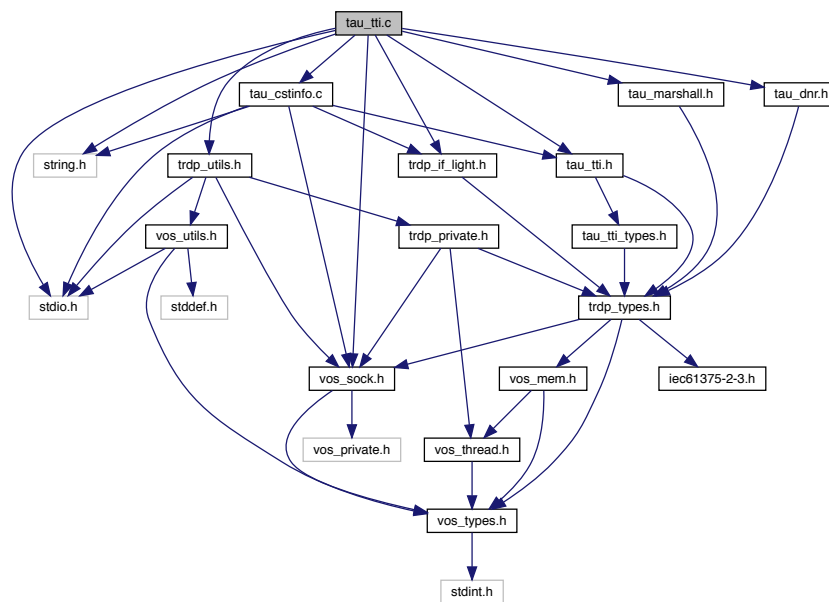 tau_tti.c
tau_cstinfo.c
tau_marshall.h
tau_dnr.h
string.h
trdp_utils.h
trdp_if_light.h
tau_tti.h
vos_utils.h
trdp_private.h
tau_tti_types.h
stdio.h
stddef.h
trdp_types.h
vos_sock.h
vos_mem.h
iec61375-2-3.h
vos_private.h
vos_thread.h
vos_types.h
stdint.h